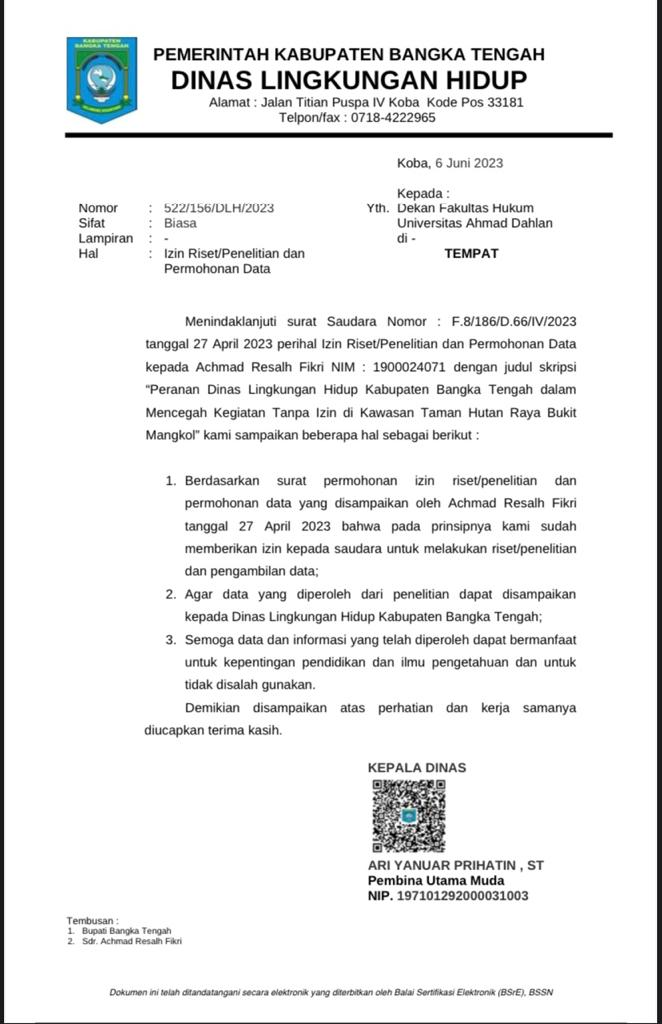 KABUPATEN
BANGKA TENGAH
PEMERINTAH KABUPATEN BANGKA TENGAH
DINAS LINGKUNGAN HIDUP
Alamat : Jalan Titian Puspa IV Koba Kode Pos 33181
Telpon/fax : 0718-4222965
Koba, 6 Juni 2023
Kepada :
Nomor : 522/156/DLH/2023 Yth. Dekan Fakultas Hukum
Sifat : Biasa Universitas Ahmad Dahlan
Lampiran : - di -
Hal : Izin Riset/Penelitian dan TEMPAT
Permohonan Data
Menindaklanjuti surat Saudara Nomor : F.8/186/D.66/IV/2023
tanggal 27 April 2023 perihal Izin Riset/Penelitian dan Permohonan Data
kepada Achmad Resalh Fikri NIM : 1900024071 dengan judul skripsi
"Peranan Dinas Lingkungan Hidup Kabupaten Bangka Tengah dalam
Mencegah Kegiatan Tanpa Izin di Kawasan Taman Hutan Raya Bukit
Mangkol" kami sampaikan beberapa hal sebagai berikut :
1. Berdasarkan surat permohonan izin riset/penelitian dan
permohonan data yang disampaikan oleh Achmad Resalh Fikri
tanggal 27 April 2023 bahwa pada prinsipnya kami sudah
memberikan izin kepada saudara untuk melakukan riset/penelitian
dan pengambilan data;
2. Agar data yang diperoleh dari penelitian dapat disampaikan
kepada Dinas Lingkungan Hidup Kabupaten Bangka Tengah;
3. Semoga data dan informasi yang telah diperoleh dapat bermanfaat
untuk kepentingan pendidikan dan ilmu pengetahuan dan untuk
tidak disalah gunakan.
Demikian disampaikan atas perhatian dan kerja samanya
diucapkan terima kasih.
KEPALA DINAS
ARI YANUAR PRIHATIN , ST
Pembina Utama Muda
NIP. 197101292000031003
Tembusan :
1. Bupati Bangka Tengah
2. Sdr. Achmad Resalh Fikri
Dokumen ini telah ditandatangani secara elektronik yang diterbitkan oleh Balai Sertifikasi Elektronik (BSrE), BSSN